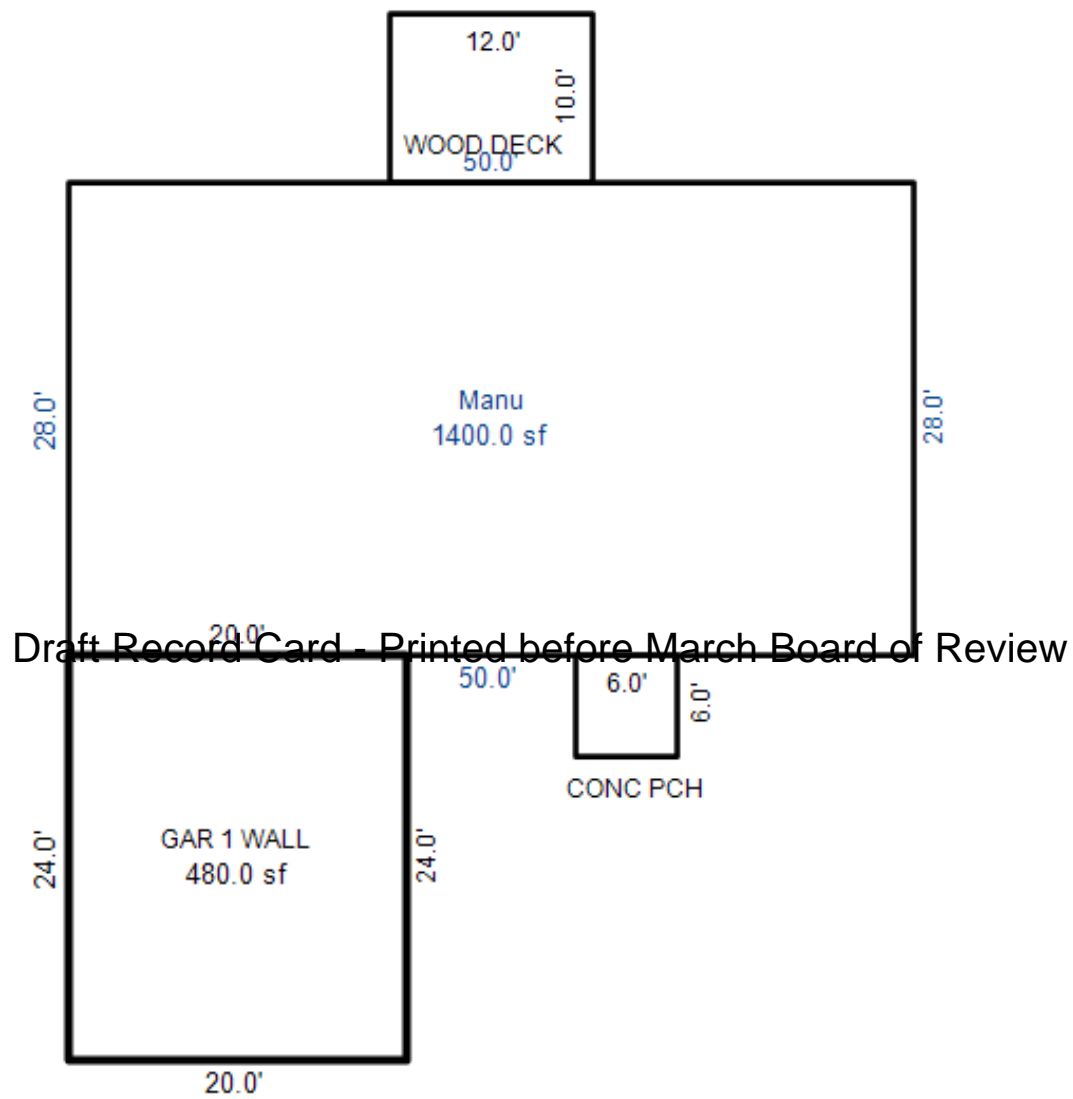 12.0'
10.0'
WOOD DECK
50.0'
28.0'
Manu
1400.0 sf
28.0'
20.0'
Draft Record Card - Printed before March Board of Review
50.0'
6.0'
6.0'
CONC PCH
24.0'
GAR 1 WALL
480.0 sf
24.0'
20.0'